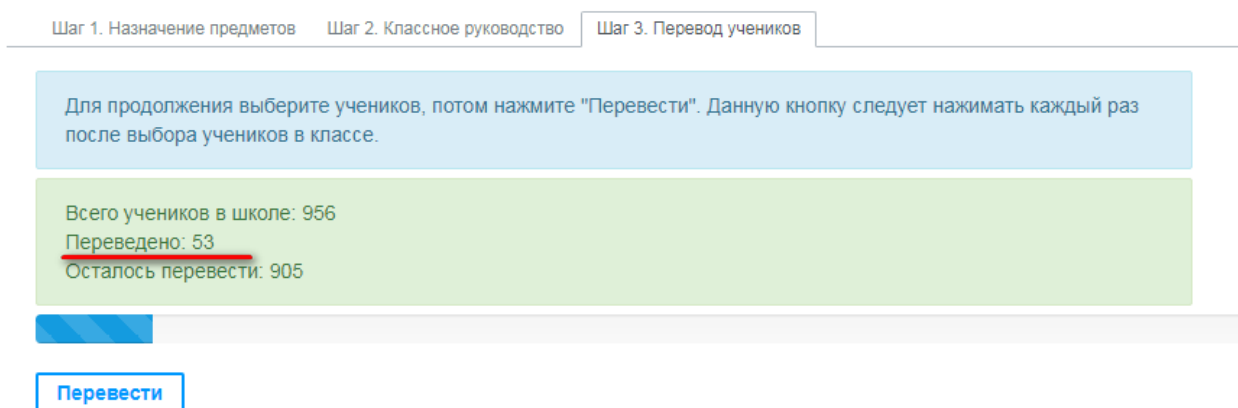 Шаг 1. Назначение предметов Шаг 2. Классное руководство Шаг 3. Перевод учеников
Для продолжения выберите учеников, потом нажмите "Перевести". Данную кнопку следует нажимать каждый раз
после выбора учеников в классе.
Всего учеников в школе: 956
Переведено: 53
Осталось перевести: 905
Перевести